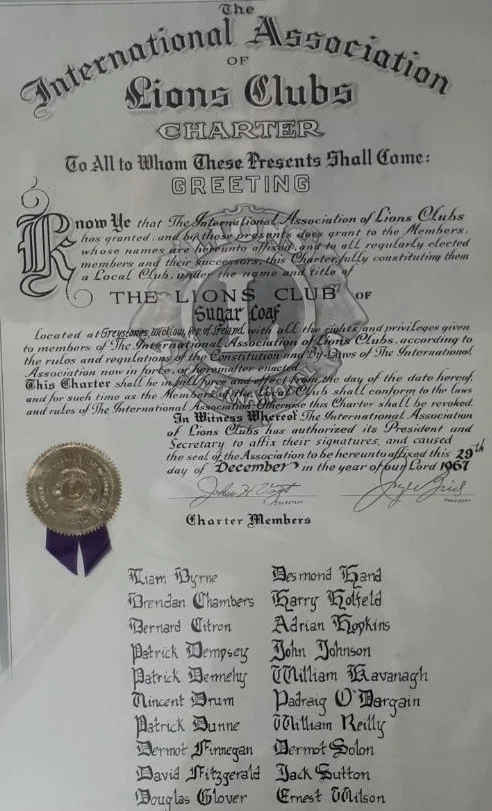 The
International Association
OF
Lions Clubs
CHARTER
To All to Whom These Presents Shall Come:
GREETING
Know Ye that The International Association of Lions Clubs
has granted, and by these presents does grant to the Members,
whose names are hereunto affixed, and to all regularly elected
members and their successors, this Charter, fully constituting them
a Local Club, under the name and title of
THE LIONS CLUB OF
Sugar Loaf
Located at Greystones, Wicklow, Rep. of Ireland, with all the rights and privileges given
to members of The International Association of Lions Clubs, according to
the rules and regulations of the Constitution and By-Laws of The International
Association now in force, or hereafter enacted.
This Charter shall be in full force and effect from the day of the date hereof,
and for such time as the Members of the Local Club shall conform to the laws
and rules of The International Association. Otherwise this Charter shall be revoked.
In Witness Whereof, The International Association
of Lions Clubs has authorized its President and
Secretary to affix their signatures, and caused
the seal of the Association to be hereunto affixed this 29th
day of December in the year of our Lord 1967
SECRETARY PRESIDENT
Charter Members
Liam Byrne Desmond Hand
Brendan Chambers Harry Hotfeld
Bernard Citron Adrian Hopkins
Patrick Dempsey John Johnson
Patrick Dennehy William Kavanagh
Vincent Drum Padraig O'Dargain
Patrick Dunne William Reilly
Dermot Finnegan Dermot Solon
David Fitzgerald Jack Sutton
Douglas Glover Ernest Wilson